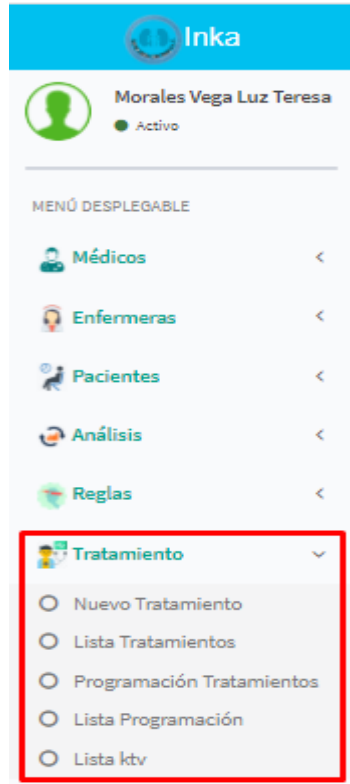 Inka
Morales Vega Luz Teresa
Activo
MENÚ DESPLEGABLE
Médicos
Enfermeras
Pacientes
Análisis
Reglas
Tratamiento
Nuevo Tratamiento
Lista Tratamientos
Programación Tratamientos
Lista Programación
Lista ktv